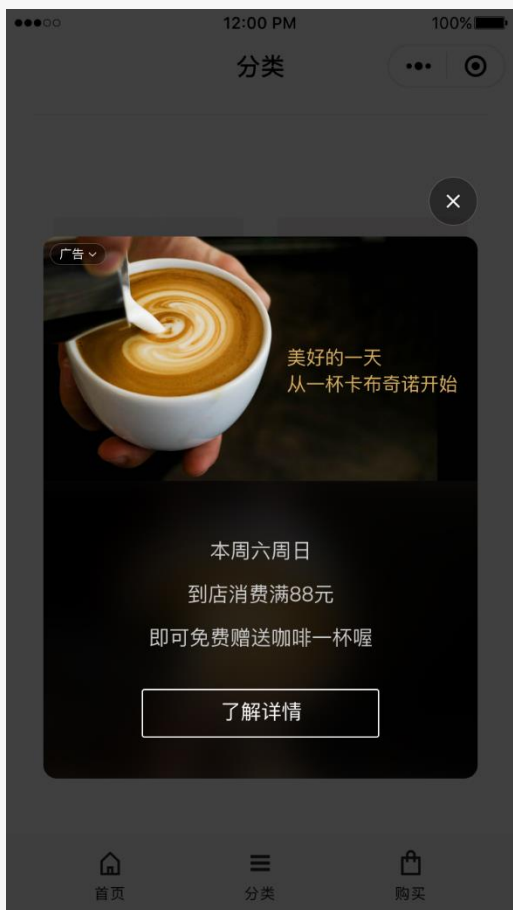 12:00 PM
100%
分类
广告
美好的一天
从一杯卡布奇诺开始
本周六周日
到店消费满88元
即可免费赠送咖啡一杯喔
了解详情
首页
分类
购买